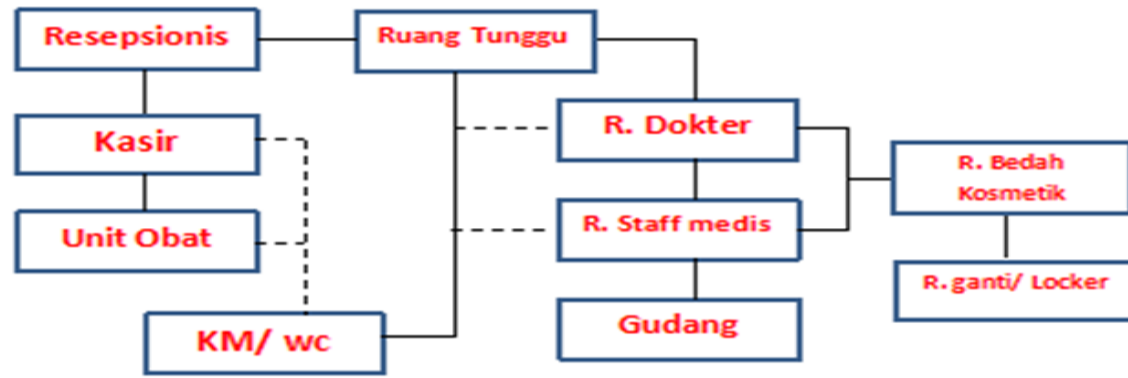 Resepsionis
Ruang Tunggu
Kasir
R. Dokter
R. Bedah
Kosmetik
Unit Obat
R. Staff medis
R.ganti/ Locker
KM/ wc
Gudang